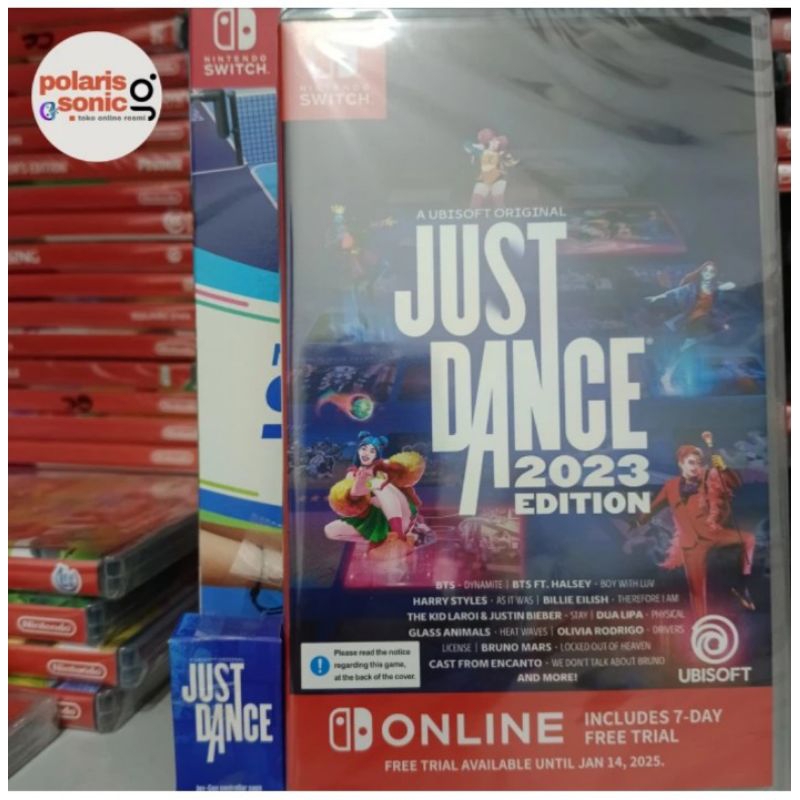 polaris
sonic
toko online resmi
NINTENDO
SWITCH.
NINTENDO
SWITCH.
A UBISOFT ORIGINAL
JUST
DANCE
2023
EDITION
BTS - DYNAMITE | BTS FT. HALSEY - BOY WITH LUV
HARRY STYLES - AS IT WAS | BILLIE EILISH - THEREFORE I AM
THE KID LAROI & JUSTIN BIEBER - STAY | DUA LIPA - PHYSICAL
GLASS ANIMALS - HEAT WAVES | OLIVIA RODRIGO - DRIVERS
LICENSE | BRUNO MARS - LOCKED OUT OF HEAVEN
CAST FROM ENCANTO - WE DON'T TALK ABOUT BRUNO
AND MORE!
Please read the notice
regarding this game,
at the back of the cover.
UBISOFT
ONLINE
INCLUDES 7-DAY
FREE TRIAL
FREE TRIAL AVAILABLE UNTIL JAN 14, 2025.
JUST
DANCE
Nintendo
Nintendo